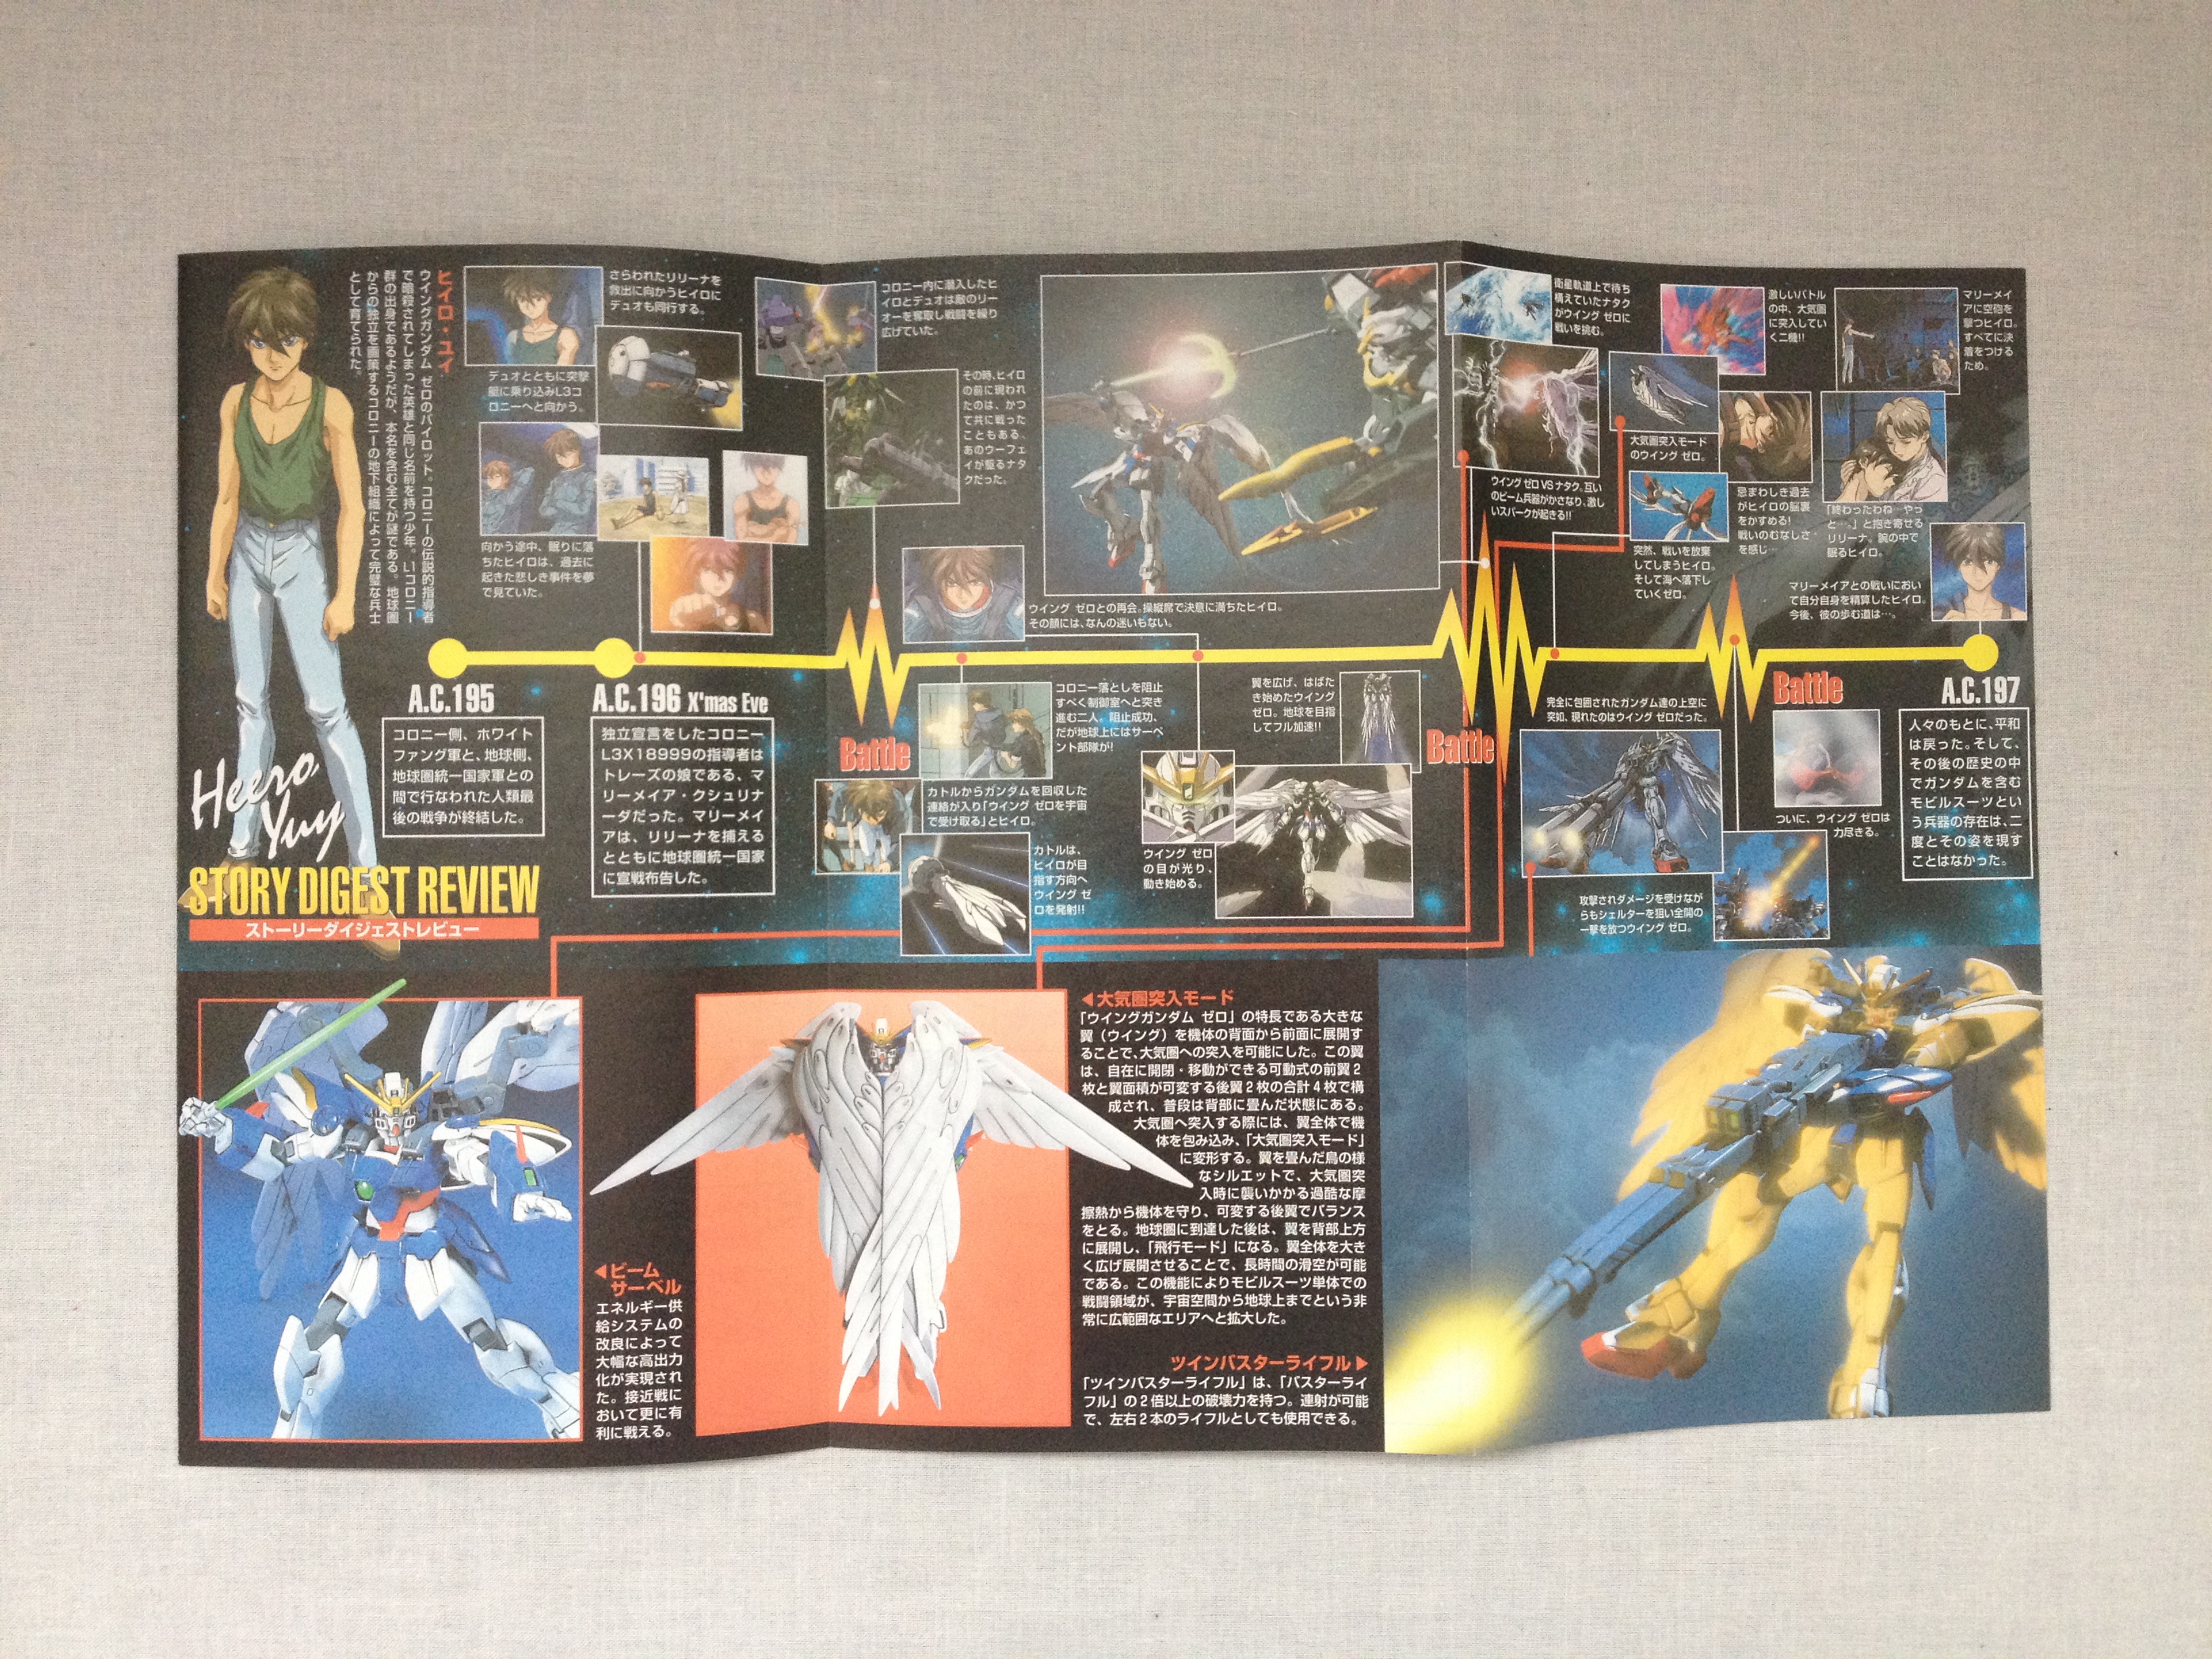 ヒイロ・ユイ
ウイングガンダム ゼロのパイロット。コロニーの伝説的指導者
で暗殺されてしまった英雄と同じ名前を持つ少年。L1コロニー
群の出身であるようだが、本名を含む全てが謎である。地球圏
からの独立を画策するコロニーの地下組織によって完璧な兵士
として育てられた。
さらわれたリリーナを
救出に向かうヒイロに
デュオも同行する。
デュオとともに突撃
艇に乗り込みL3コ
ロニーへと向かう。
向かう途中、眠りに落
ちたヒイロは、過去に
起きた悲しき事件を夢
で見ていた。
コロニー内に潜入したヒ
イロとデュオは敵のリー
オーを奪取し戦闘を繰り
広げていた。
その時、ヒイロ
の前に現われ
たのは、かつ
て共に戦った
こともある、
あのウーフェ
イが駆るナタ
クだった。
ウイング ゼロとの再会。操縦席で決意に満ちたヒイロ。
その顔には、なんの迷いもない。
衛星軌道上で待ち
構えていたナタク
がウイング ゼロに
戦いを挑む。
ウイング ゼロ VS ナタク。互い
のビーム兵器がかさなり、激し
いスパークが起きる!!
激しいバトル
の中、大気圏
に突入してい
く二機!!
大気圏突入モード
のウイング ゼロ。
突然、戦いを放棄
してしまうヒイロ。
そして海へ落下し
ていくゼロ。
忌まわしき過去
がヒイロの脳裏
をかすめる!
戦いのむなしさ
を感じ…
マリーメイ
アに空砲を
撃つヒイロ。
すべてに決
着をつける
ため。
「終わったわね…やっ
と…。」と抱き寄せる
リリーナ。腕の中で
眠るヒイロ。
マリーメイアとの戦いにおい
て自分自身を精算したヒイロ。
今後、彼の歩む道は…。
A.C.195
コロニー側、ホワイト
ファング軍と、地球側、
地球圏統一国家軍との
間で行なわれた人類最
後の戦争が終結した。
A.C.196 X'mas Eve
独立宣言をしたコロニー
L3X18999の指導者は
トレーズの娘である、マ
リーメイア・クシュリナ
ーダだった。マリーメイ
アは、リリーナを捕える
とともに地球圏統一国家
に宣戦布告した。
Battle
コロニー落としを阻止
すべく制御室へと突き
進む二人。阻止成功、
だが地球上にはサーペ
ント部隊が!
カトルからガンダムを回収した
連絡が入り「ウイング ゼロを宇宙
で受け取る」とヒイロ。
カトルは、
ヒイロが目
指す方向へ
ウイング ゼ
ロを発射!!
翼を広げ、はばた
き始めたウイング
ゼロ。地球を目指
してフル加速!!
ウイング ゼロ
の目が光り、
動き始める。
Battle
完全に包囲されたガンダム達の上空に
突如、現れたのはウイング ゼロだった。
攻撃されダメージを受けなが
らもシェルターを狙い全開の
一撃を放つウイング ゼロ。
Battle
ついに、ウイング ゼロは
力尽きる。
A.C.197
人々のもとに、平和
は戻った。そして、
その後の歴史の中
でガンダムを含む
モビルスーツとい
う兵器の存在は、二
度とその姿を現す
ことはなかった。
Heero
Yuy
STORY DIGEST REVIEW
ストーリーダイジェストレビュー
◀ビーム
サーベル
エネルギー供
給システムの
改良によって
大幅な高出力
化が実現され
た。接近戦に
おいて更に有
利に戦える。
◀大気圏突入モード
「ウイングガンダム ゼロ」の特長である大きな
翼（ウイング）を機体の背面から前面に展開す
ることで、大気圏への突入を可能にした。この翼
は、自在に開閉・移動ができる可動式の前翼2
枚と翼面積が可変する後翼2枚の合計4枚で構
成され、普段は背部に畳んだ状態にある。
大気圏へ突入する際には、翼全体で機
体を包み込み、「大気圏突入モード」
に変形する。翼を畳んだ鳥の様
なシルエットで、大気圏突
入時に襲いかかる過酷な摩
擦熱から機体を守り、可変する後翼でバランス
をとる。地球圏に到達した後は、翼を背部上方
に展開し、「飛行モード」になる。翼全体を大き
く広げ展開させることで、長時間の滑空が可能
である。この機能によりモビルスーツ単体での
戦闘領域が、宇宙空間から地球上までという非
常に広範囲なエリアへと拡大した。
ツインバスターライフル▶
「ツインバスターライフル」は、「バスターライ
フル」の2倍以上の破壊力を持つ。連射が可能
で、左右2本のライフルとしても使用できる。